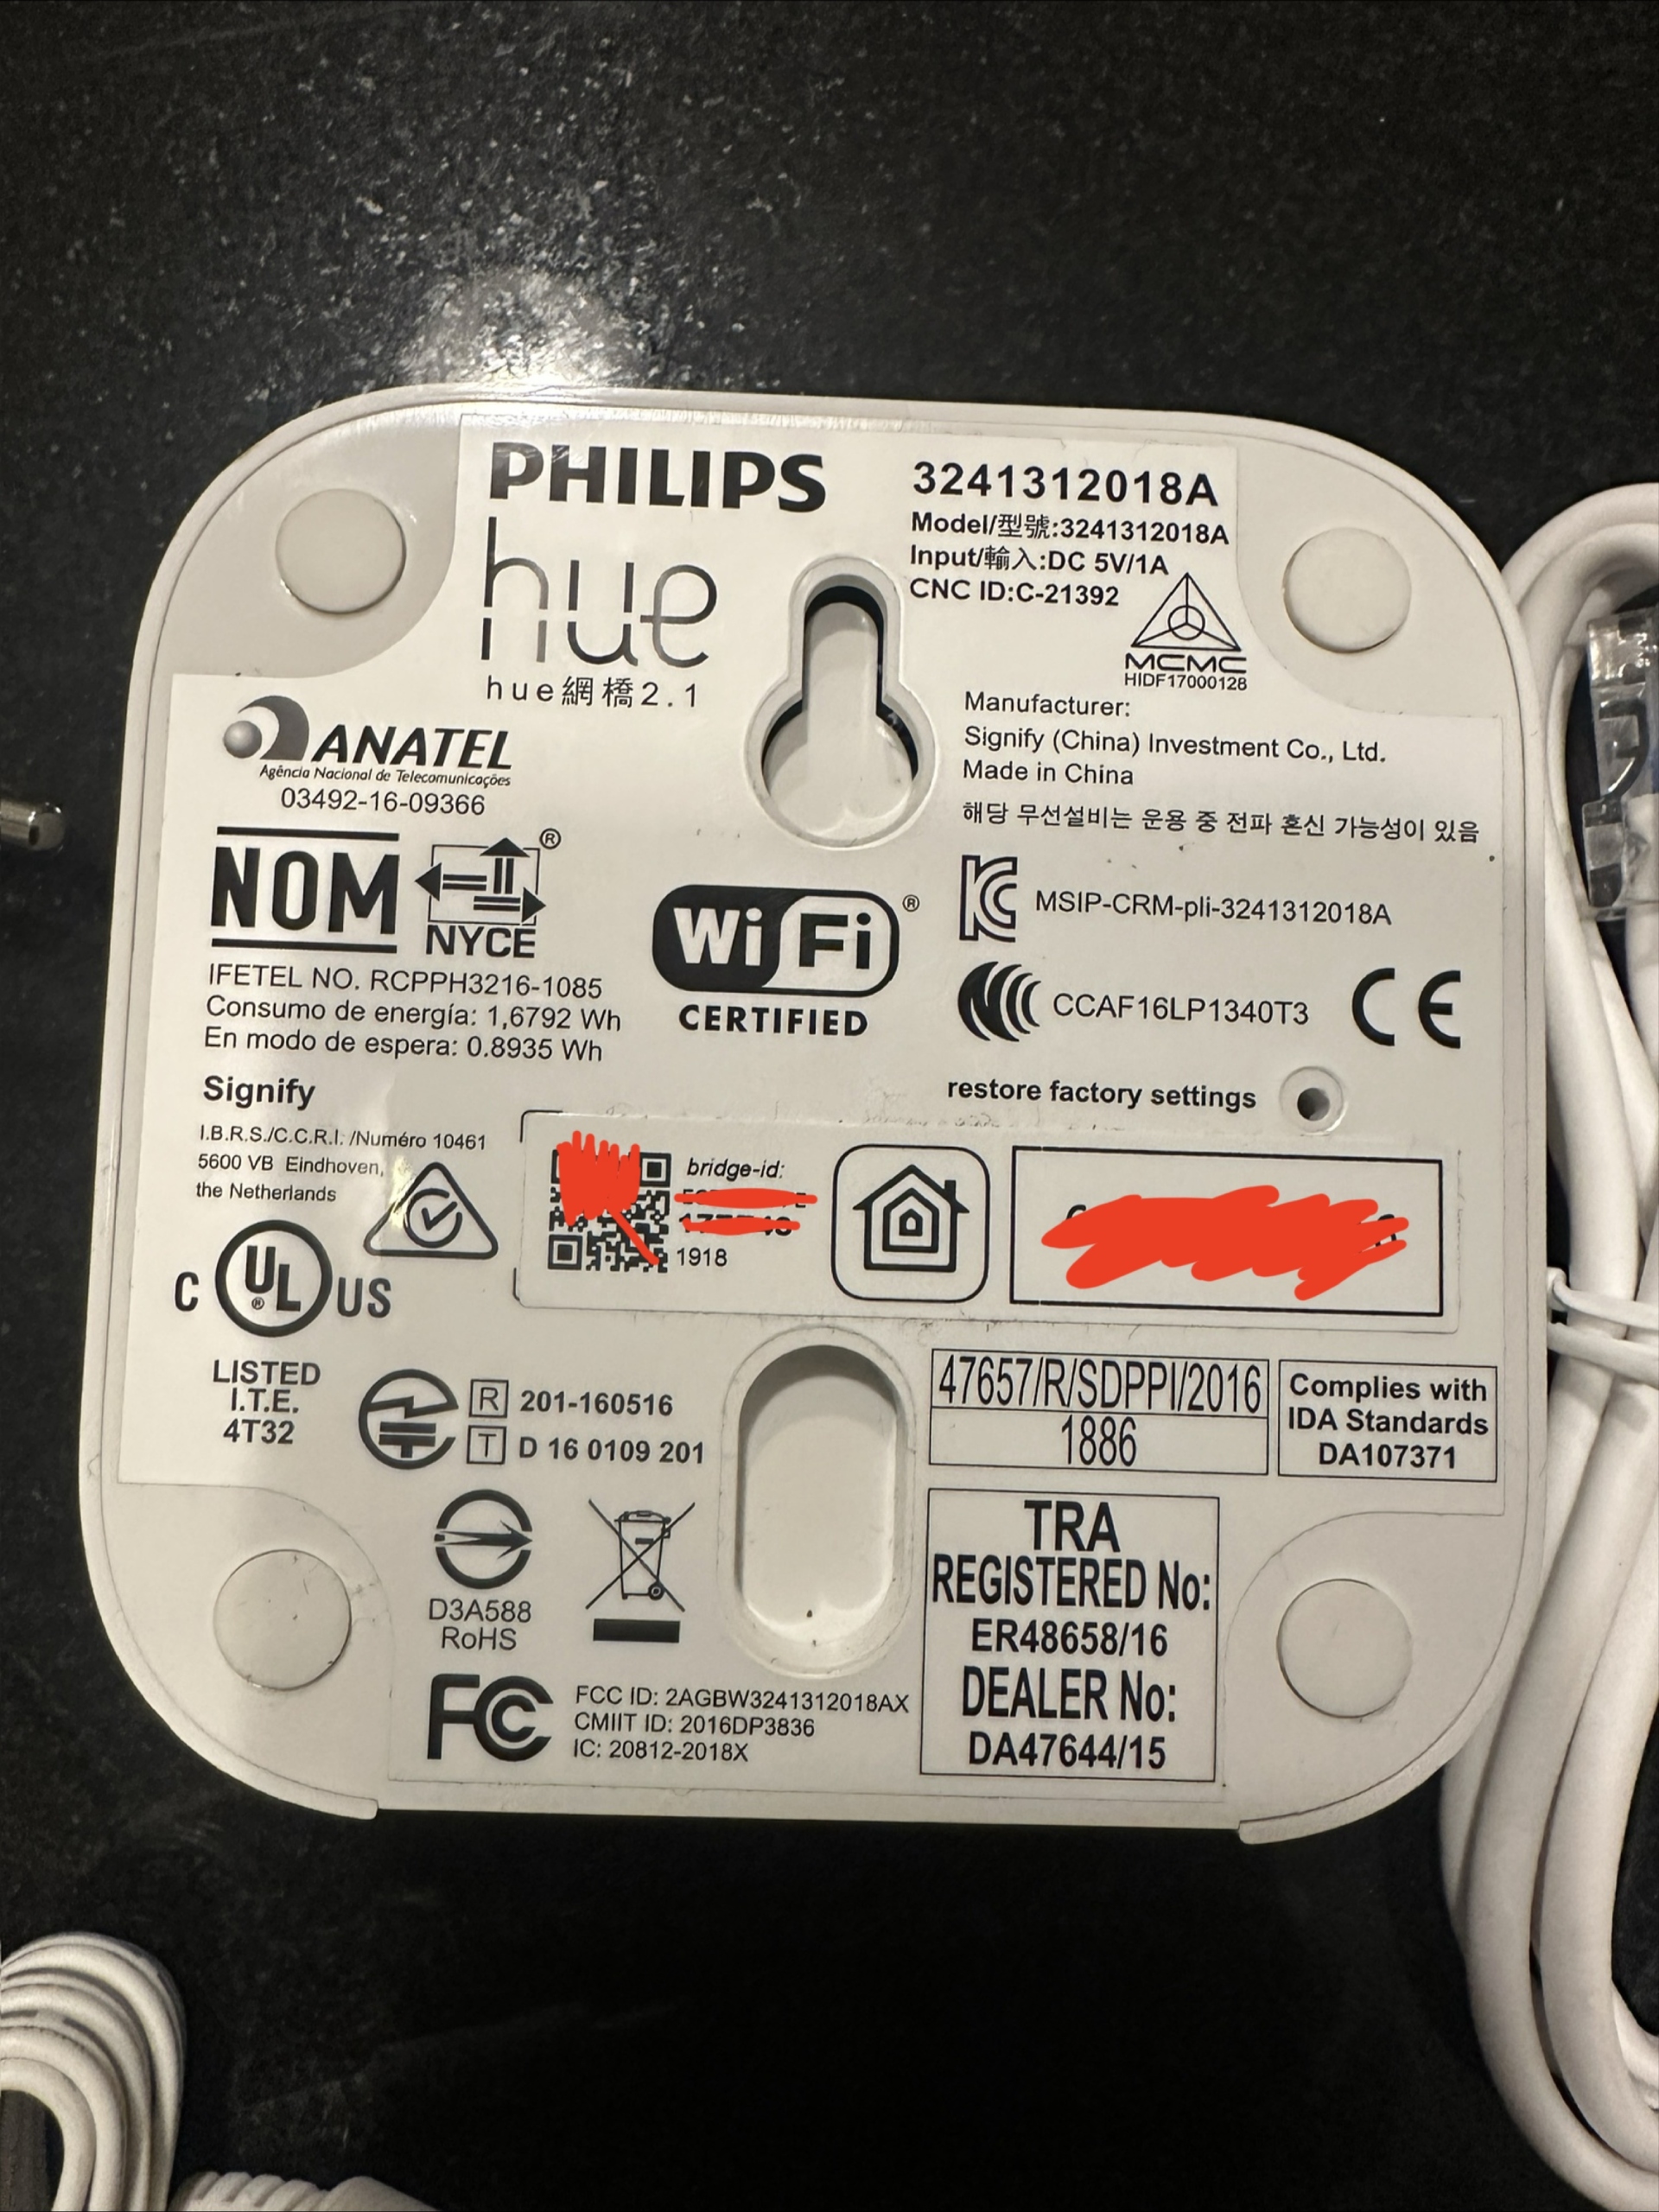 PHILIPS
hue
hue網橋2.1
3241312018A
Model/型號:3241312018A
Input/輸入:DC 5V/1A
CNC ID:C-21392
MCMC
HIDF17000128
ANATEL
Agência Nacional de Telecomunicações
03492-16-09366
Manufacturer:
Signify (China) Investment Co., Ltd.
Made in China
해당 무선설비는 운용 중 전파 혼신 가능성이 있음
NOM
NYCE ®
IFETEL NO. RCPPH3216-1085
Consumo de energía: 1,6792 Wh
En modo de espera: 0.8935 Wh
WiFi ®
CERTIFIED
MSIP-CRM-pli-3241312018A
CCAF16LP1340T3
CE
restore factory settings
Signify
I.B.R.S./C.C.R.I. /Numéro 10461
5600 VB Eindhoven,
the Netherlands
bridge-id:
1918
C UL ® US
LISTED
I.T.E.
4T32
R 201-160516
T D 16 0109 201
47657/R/SDPPI/2016
1886
Complies with
IDA Standards
DA107371
D3A588
RoHS
TRA
REGISTERED No:
ER48658/16
DEALER No:
DA47644/15
FC
FCC ID: 2AGBW3241312018AX
CMIIT ID: 2016DP3836
IC: 20812-2018X